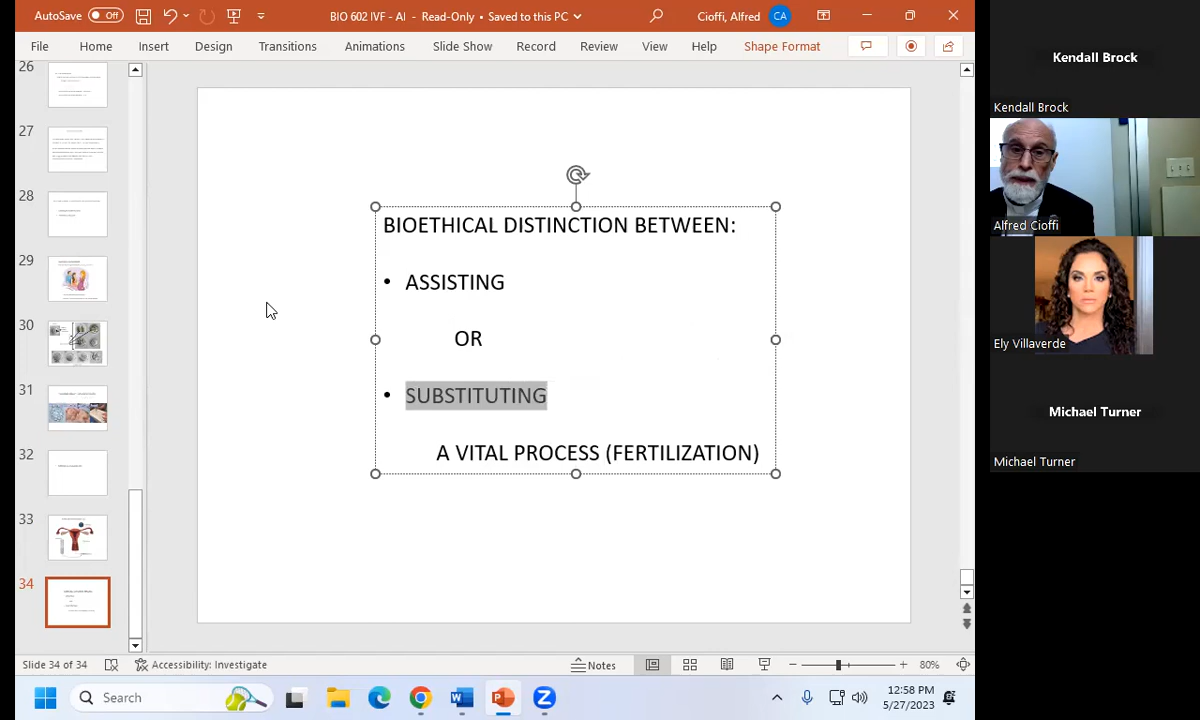 AutoSave Off
BIO 602 IVF - AI - Read-Only • Saved to this PC
Cioffi, Alfred CA
File Home Insert Design Transitions Animations Slide Show Record Review View Help Shape Format
26
27
28
29
30
31
32
33
34
BIOETHICAL DISTINCTION BETWEEN:
• ASSISTING
OR
• SUBSTITUTING
A VITAL PROCESS (FERTILIZATION)
Slide 34 of 34 Accessibility: Investigate Notes 80%
Search
12:58 PM
5/27/2023
Kendall Brock
Kendall Brock
Alfred Cioffi
Ely Villaverde
Michael Turner
Michael Turner